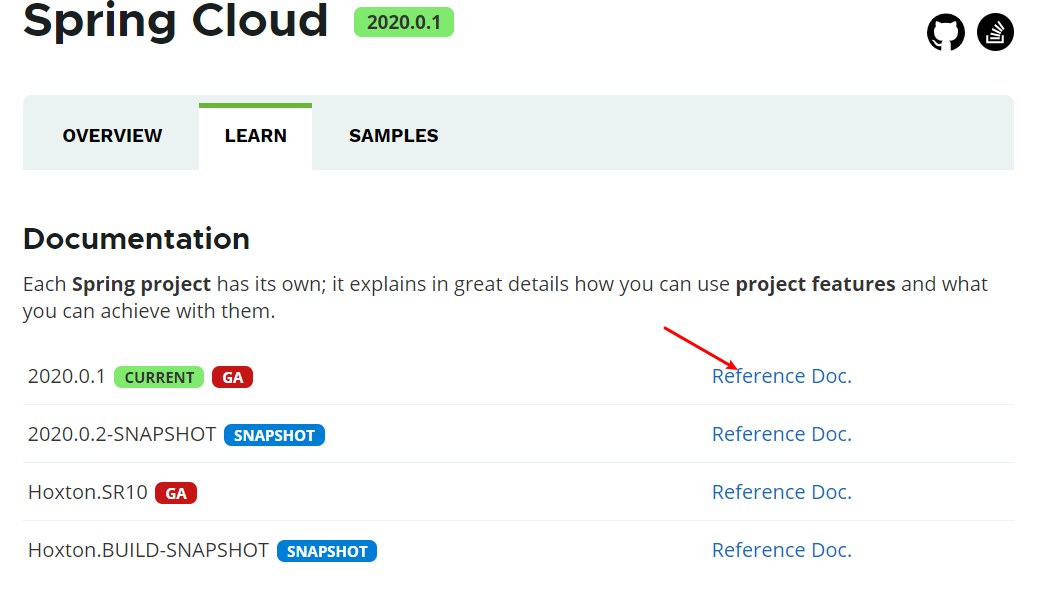 Spring Cloud 2020.0.1
OVERVIEW LEARN SAMPLES
Documentation
Each Spring project has its own; it explains in great details how you can use project features and what
you can achieve with them.
2020.0.1 CURRENT GA Reference Doc.
2020.0.2-SNAPSHOT SNAPSHOT Reference Doc.
Hoxton.SR10 GA Reference Doc.
Hoxton.BUILD-SNAPSHOT SNAPSHOT Reference Doc.